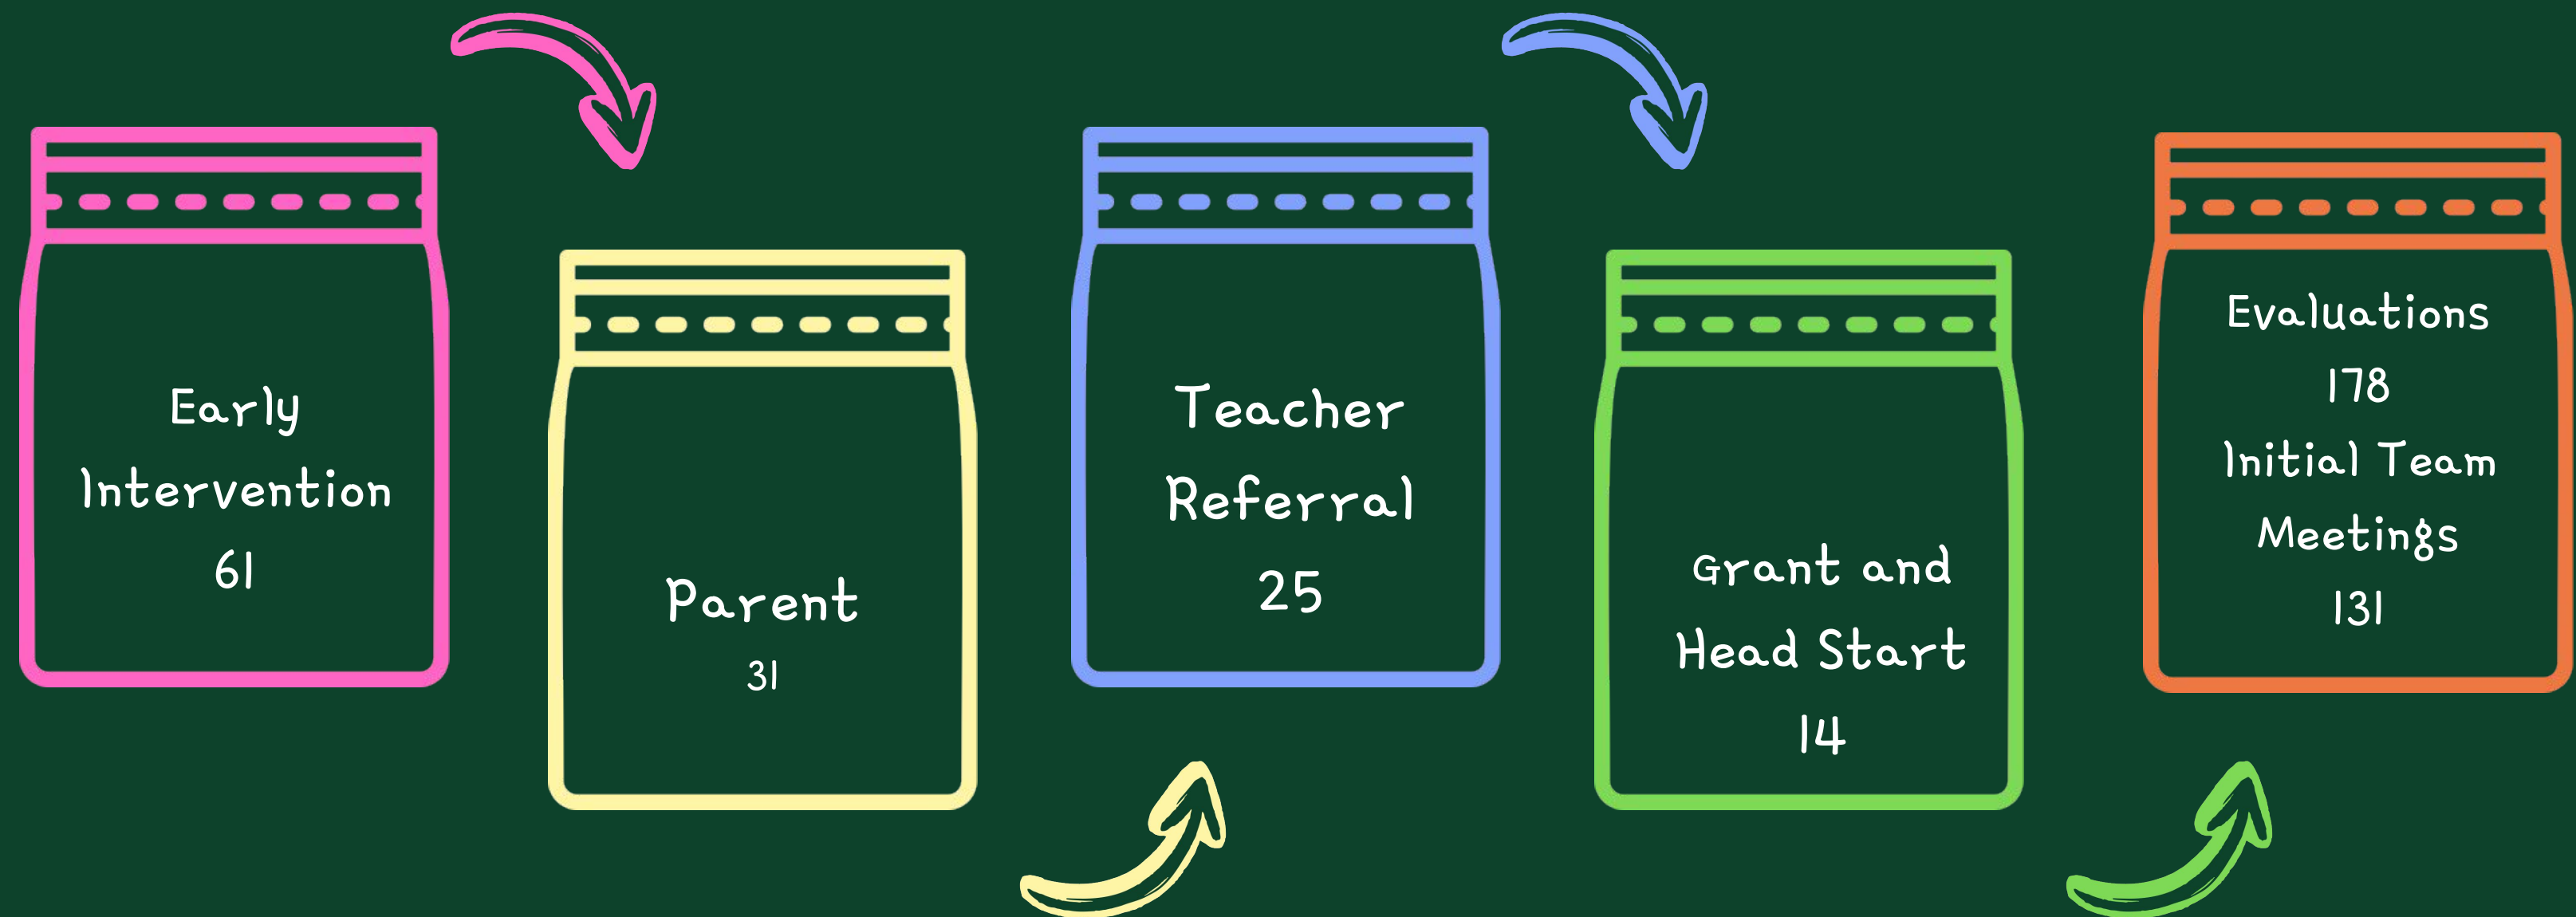 Early
Intervention
61
Parent
31
Teacher
Referral
25
Grant and
Head Start
14
Evaluations
178
Initial Team
Meetings
131